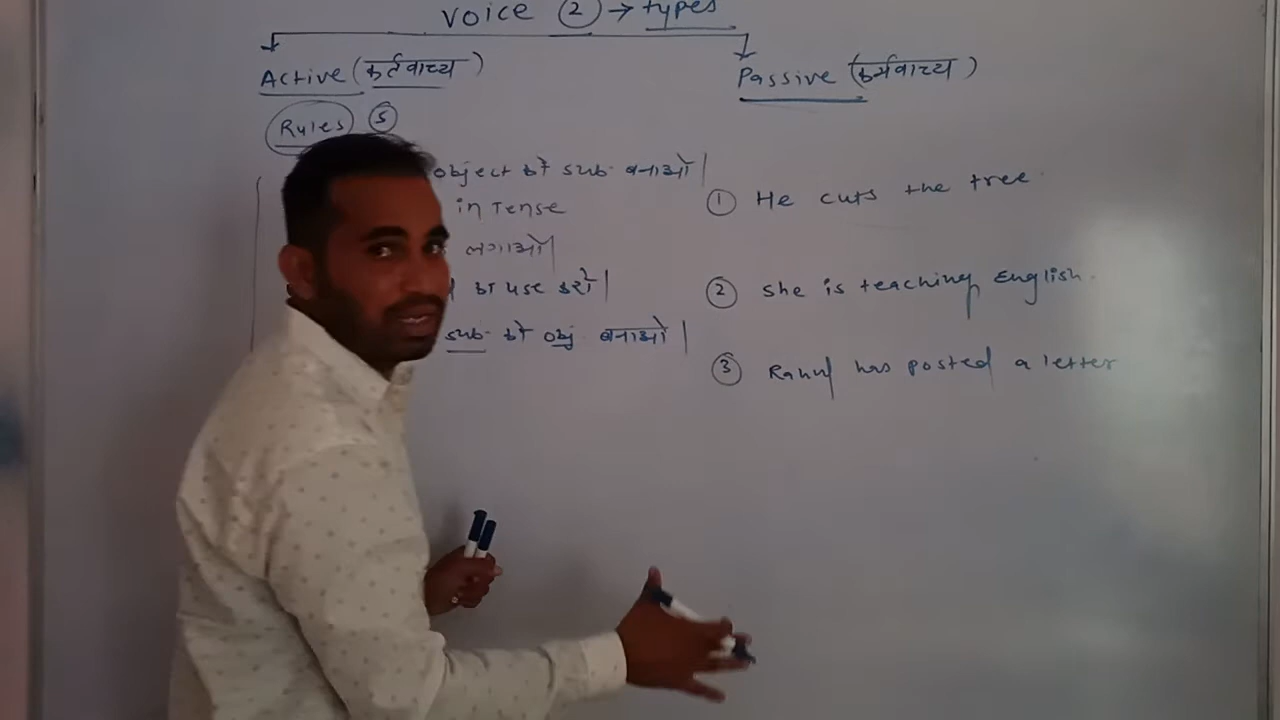 voice ② → types
Active (कर्तवाच्य)
Passive (कर्मवाच्य)
Rules ⑤
object को sub. बनाओ|
in Tense
लगाओ|
का use करो|
sub. को obj बनाओ|
① He cuts the tree.
② She is teaching English.
③ Rahul has posted a letter